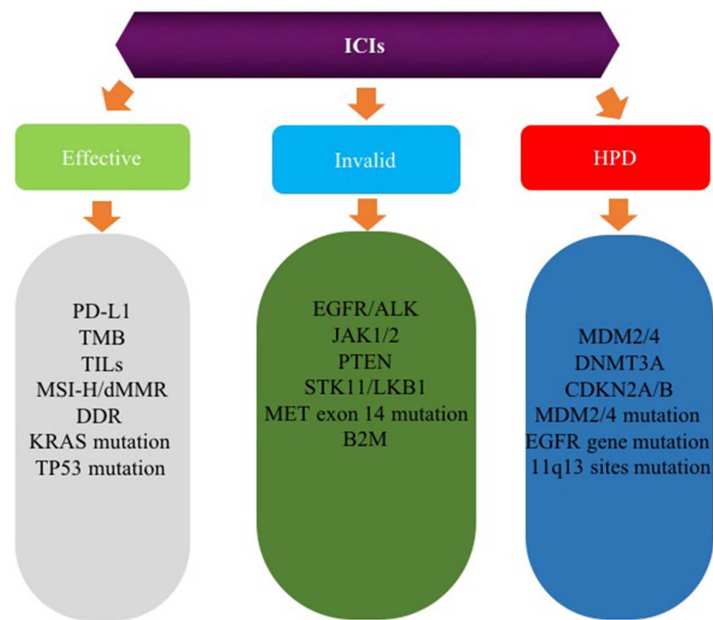 ICIs
Effective
Invalid
HPD
PD-L1
TMB
TILs
MSI-H/dMMR
DDR
KRAS mutation
TP53 mutation
EGFR/ALK
JAK1/2
PTEN
STK11/LKB1
MET exon 14 mutation
B2M
MDM2/4
DNMT3A
CDKN2A/B
MDM2/4 mutation
EGFR gene mutation
11q13 sites mutation